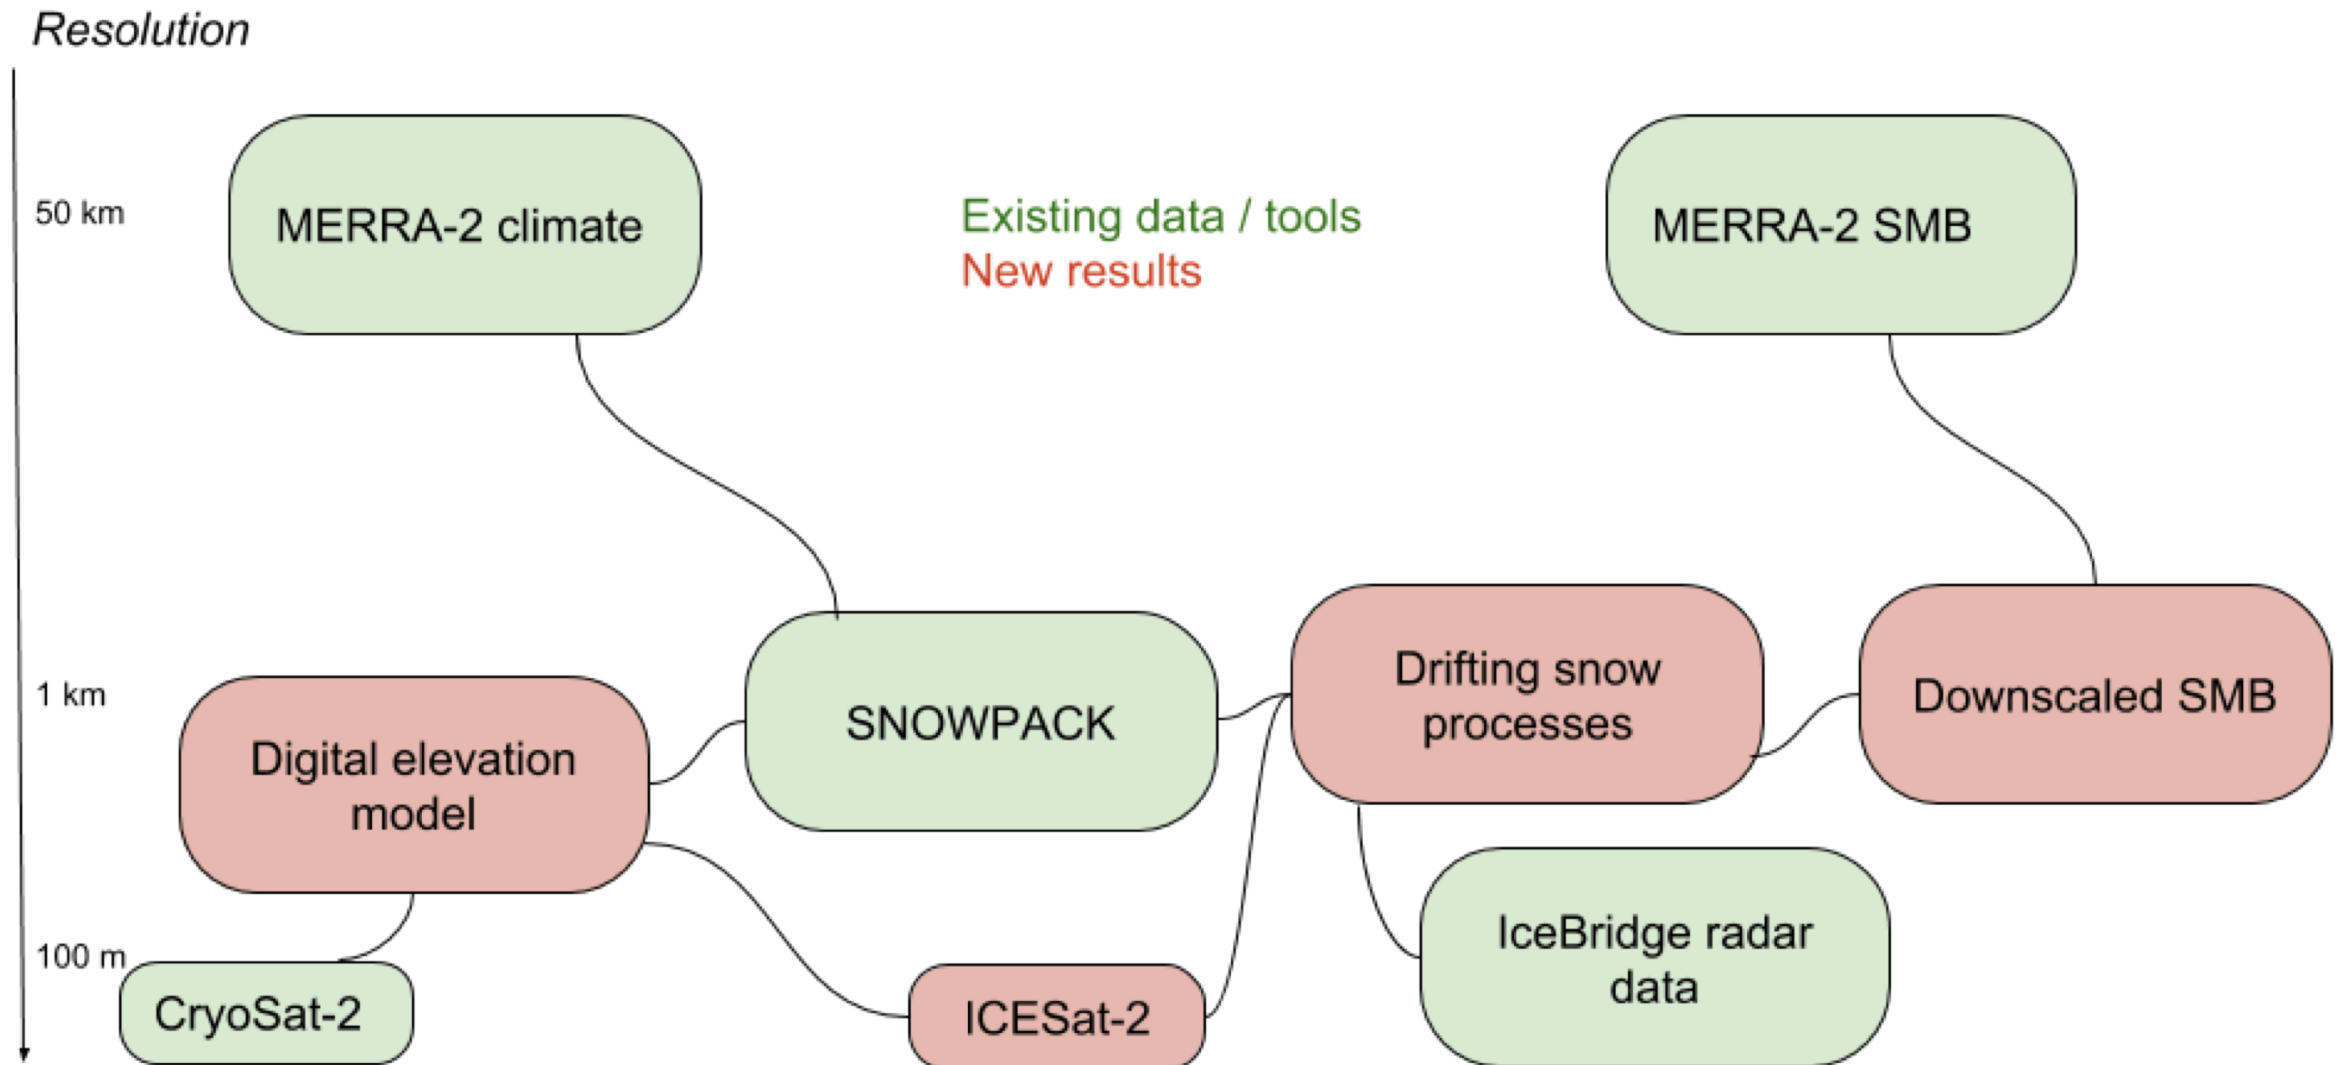 Resolution
50 km
MERRA-2 climate
Existing data / tools
New results
MERRA-2 SMB
1 km
Digital elevation
model
SNOWPACK
Drifting snow
processes
Downscaled SMB
100 m
CryoSat-2
ICESat-2
IceBridge radar
data